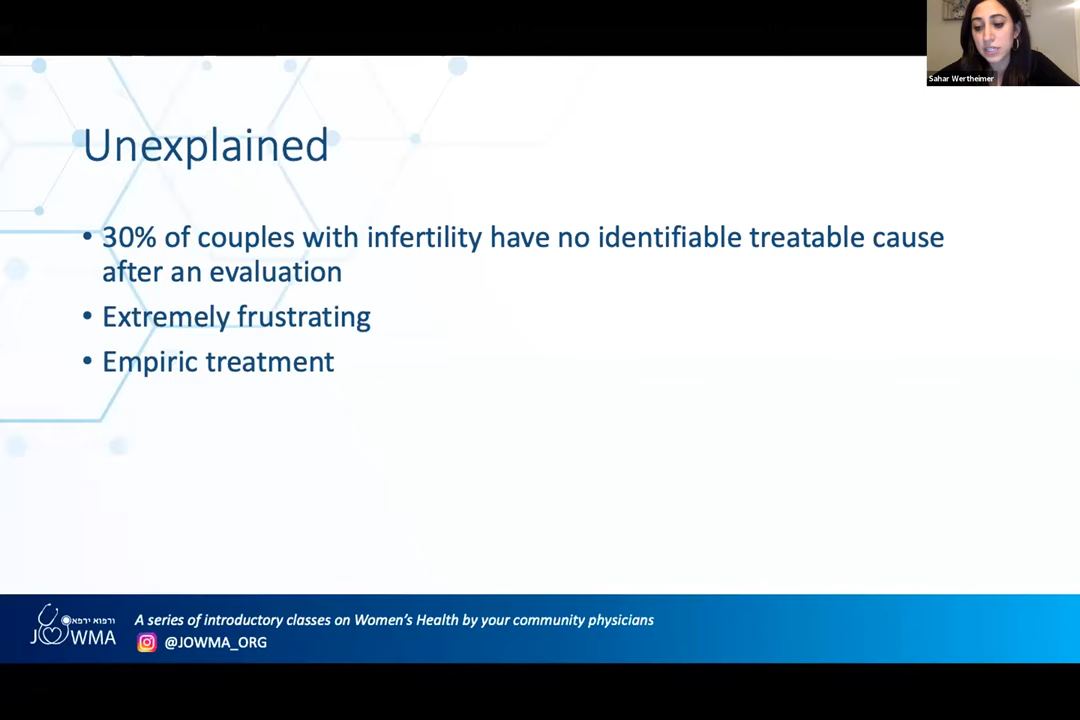 Sahar Wertheimer
Unexplained
• 30% of couples with infertility have no identifiable treatable cause
after an evaluation
• Extremely frustrating
• Empiric treatment
ורפוא ירפא
JOWMA
A series of introductory classes on Women's Health by your community physicians
@JOWMA_ORG